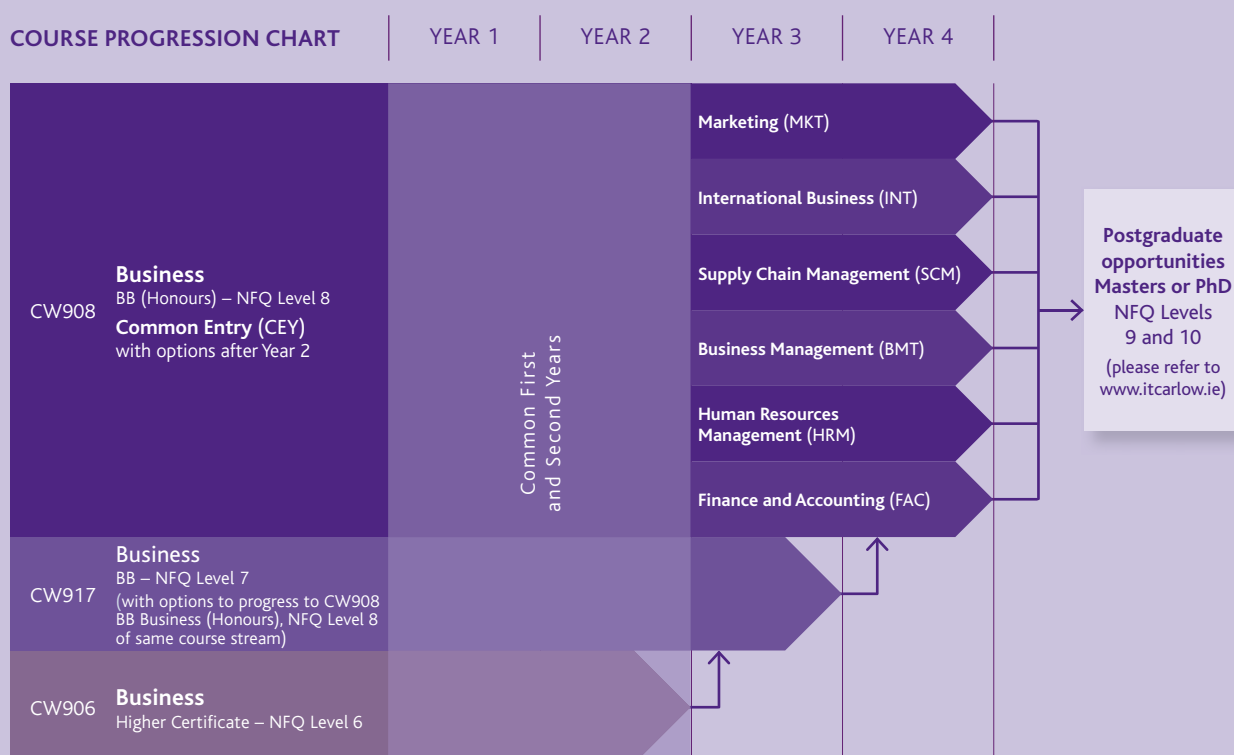 COURSE PROGRESSION CHART
YEAR 1
YEAR 2
YEAR 3
YEAR 4
CW908
Business
BB (Honours) – NFQ Level 8
Common Entry (CEY)
with options after Year 2
Common First
and Second Years
Marketing (MKT)
International Business (INT)
Supply Chain Management (SCM)
Business Management (BMT)
Human Resources
Management (HRM)
Finance and Accounting (FAC)
Postgraduate
opportunities
Masters or PhD
NFQ Levels
9 and 10
(please refer to
www.itcarlow.ie)
CW917
Business
BB – NFQ Level 7
(with options to progress to CW908
BB Business (Honours), NFQ Level 8
of same course stream)
CW906
Business
Higher Certificate – NFQ Level 6